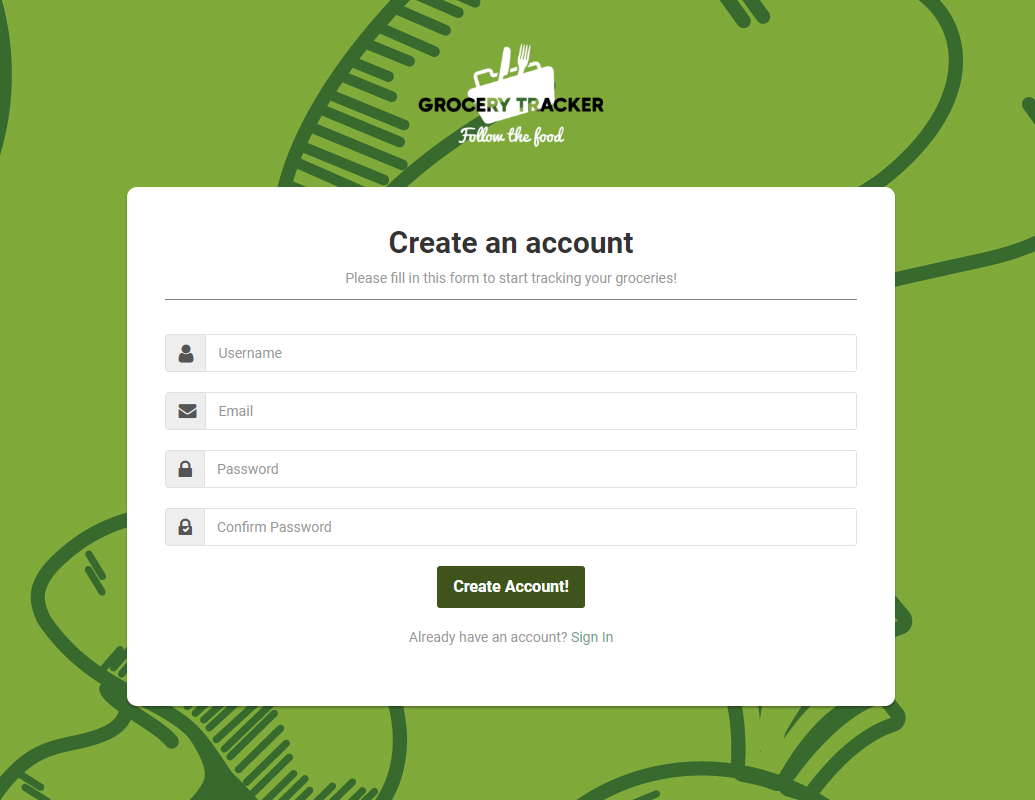 GROCERY TRACKER
Follow the food
Create an account
Please fill in this form to start tracking your groceries!
Username
Email
Password
Confirm Password
Create Account!
Already have an account? Sign In